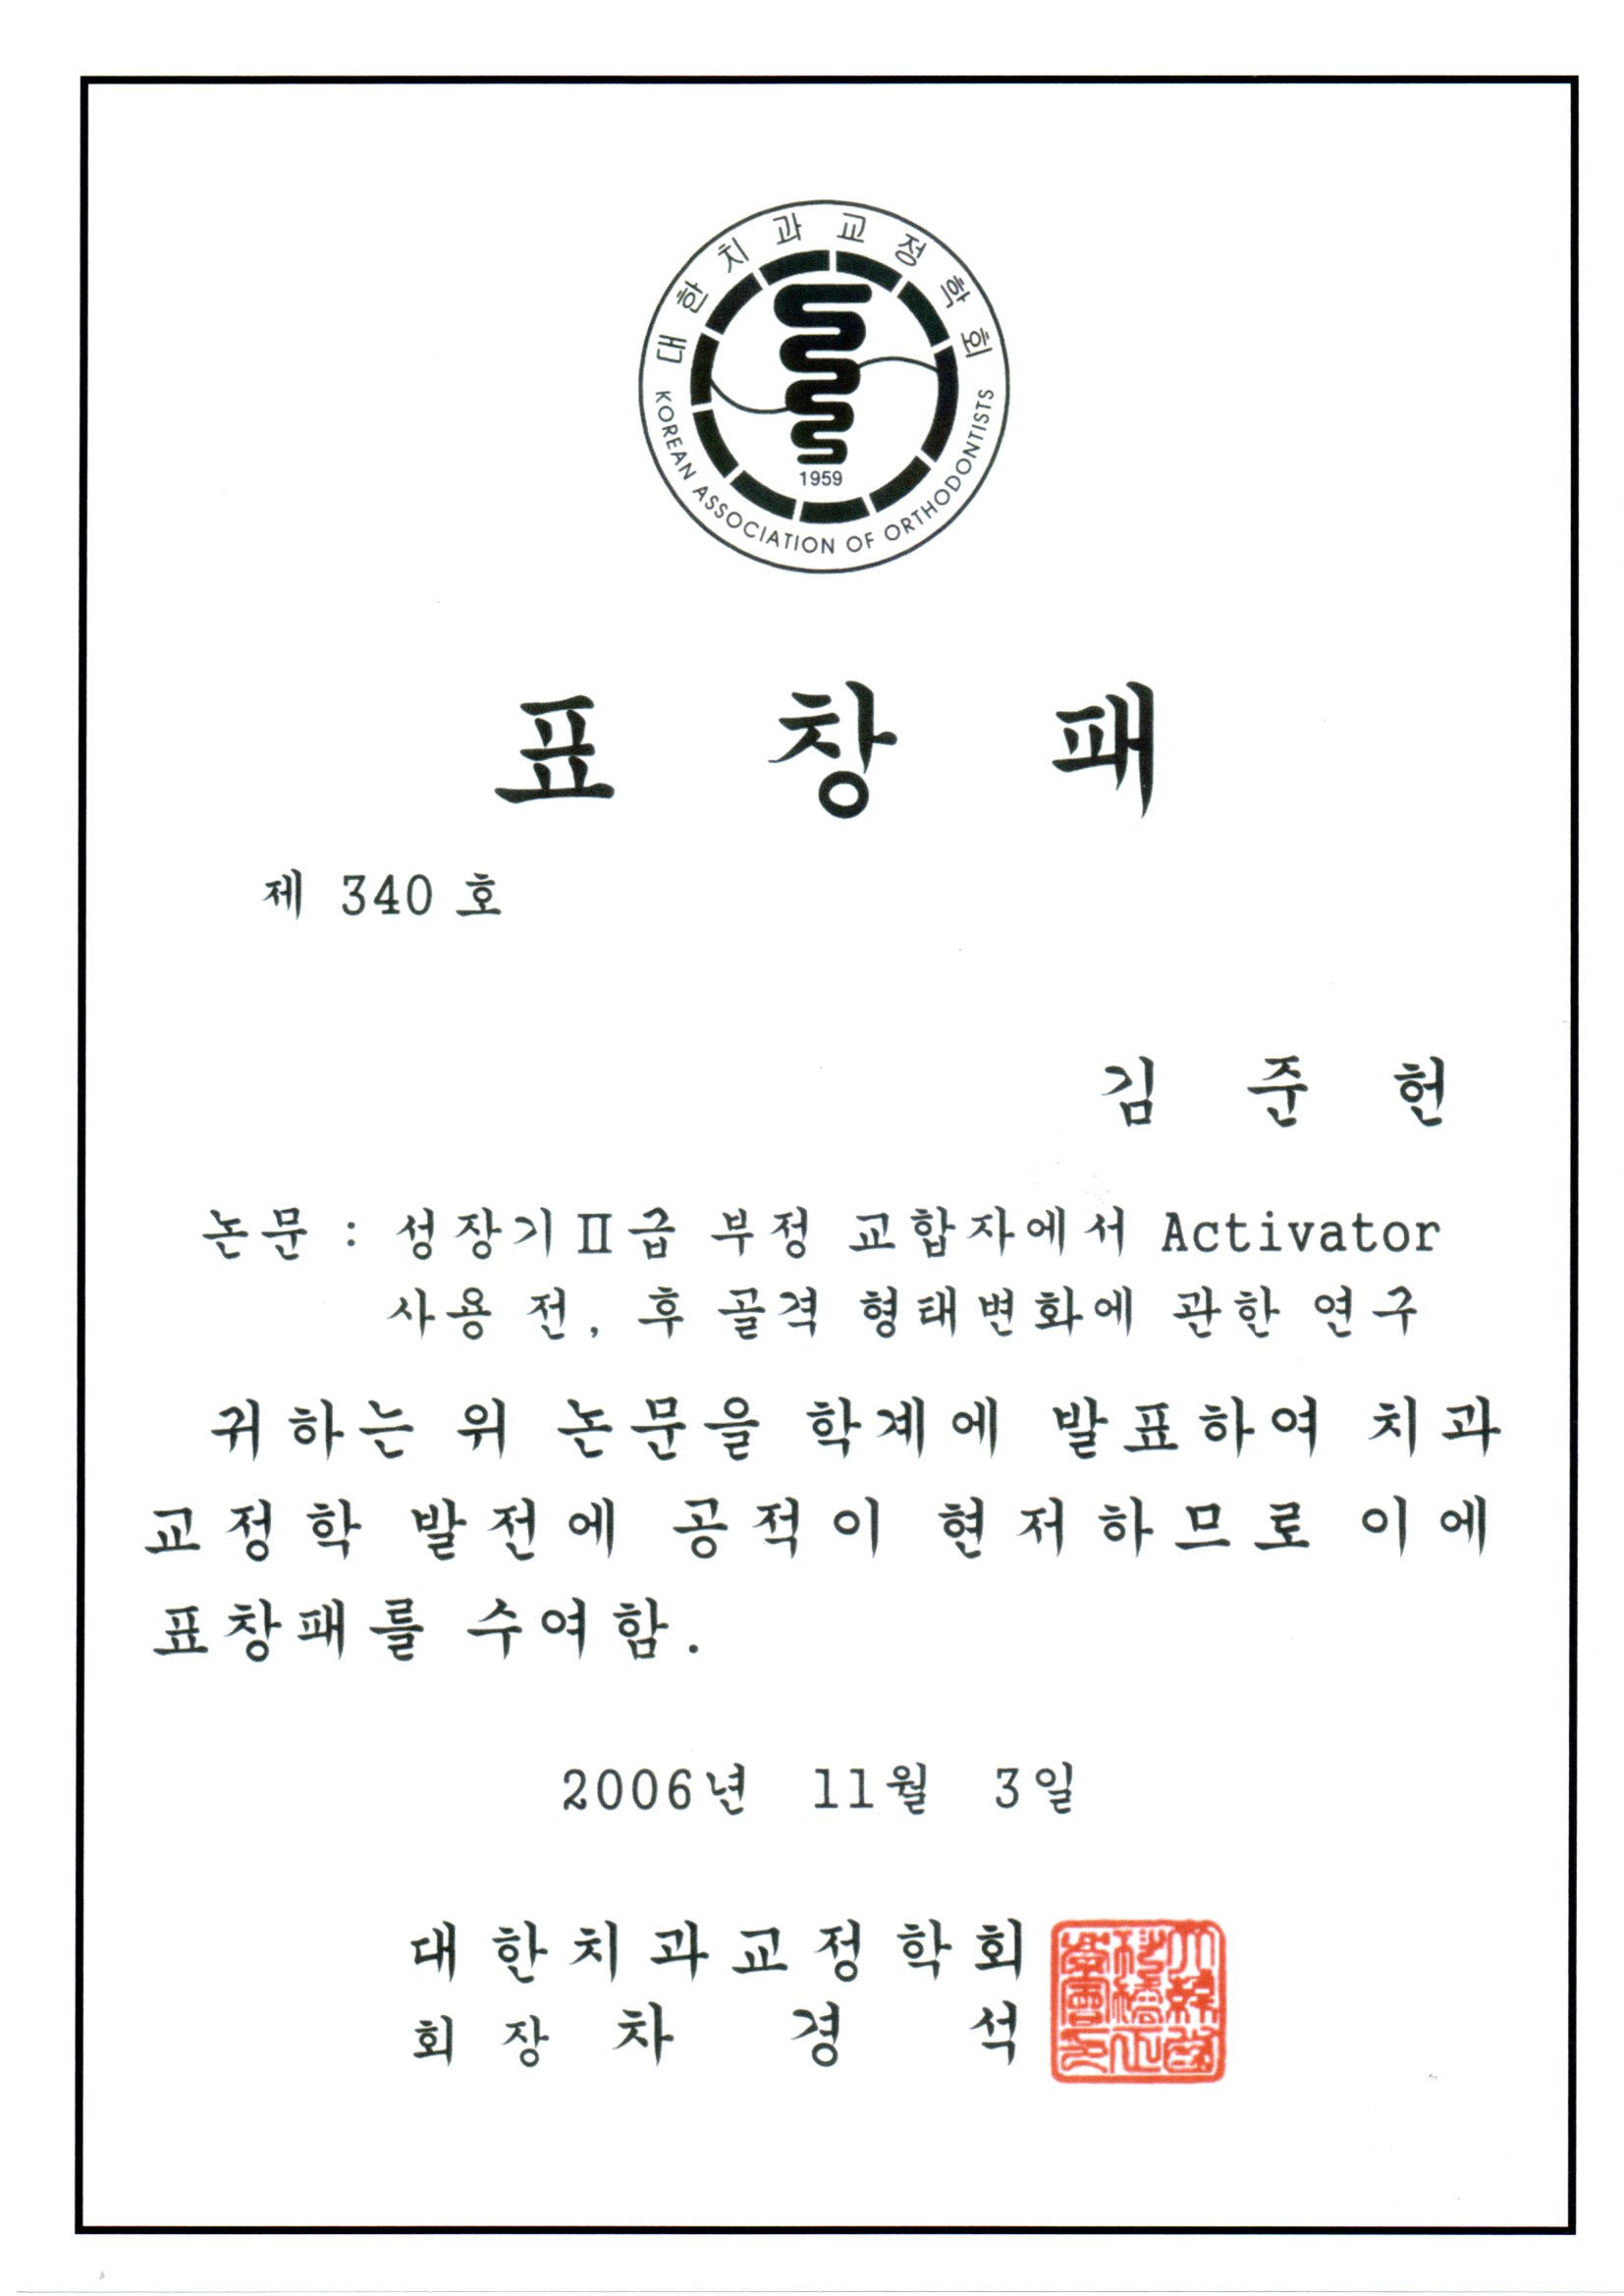 대한치과교정학회
1959
KOREAN ASSOCIATION OF ORTHODONTISTS
표 창 패
제 340 호
김 준 헌
논문 : 성장기Ⅱ급 부정 교합자에서 Activator
사용 전, 후 골격 형태변화에 관한 연구
귀하는 위 논문을 학계에 발표하여 치과
교정학 발전에 공적이 현저하므로 이에
표창패를 수여함.
2006년 11월 3일
대한치과교정학회
회 장 차 경 석